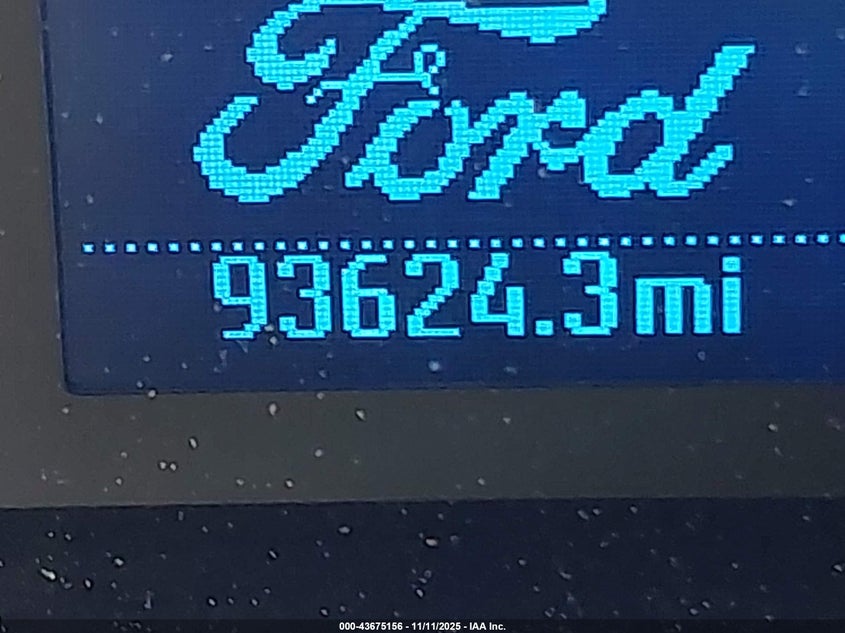 Ford
93624.3mi
000-43675156 - 11/11/2025 - IAA Inc.